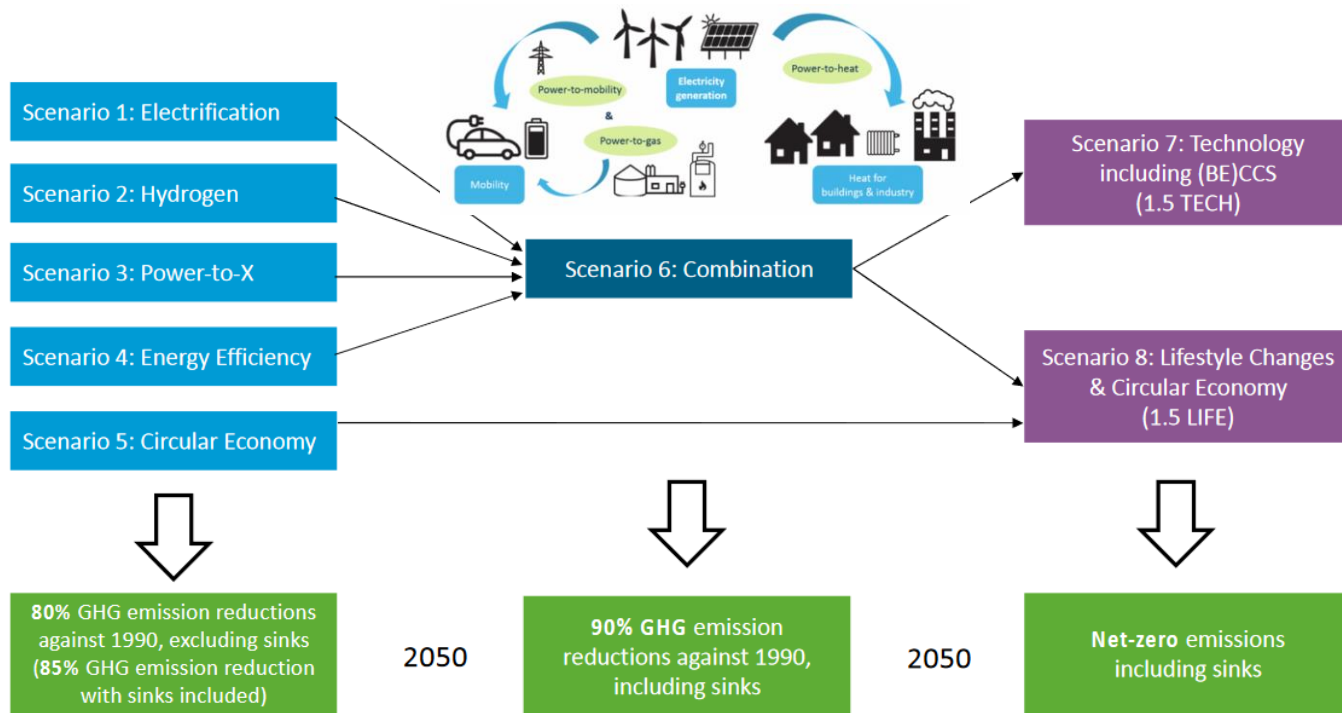 Scenario 1: Electrification
Scenario 2: Hydrogen
Scenario 3: Power-to-X
Scenario 4: Energy Efficiency
Scenario 5: Circular Economy
Power-to-mobility
&
Power-to-gas
Mobility
Electricity
generation
Power-to-heat
Heat for
buildings & industry
Scenario 6: Combination
Scenario 7: Technology
including (BE)CCS
(1.5 TECH)
Scenario 8: Lifestyle Changes
& Circular Economy
(1.5 LIFE)
80% GHG emission reductions
against 1990, excluding sinks
(85% GHG emission reduction
with sinks included)
2050
90% GHG emission
reductions against 1990,
including sinks
2050
Net-zero emissions
including sinks